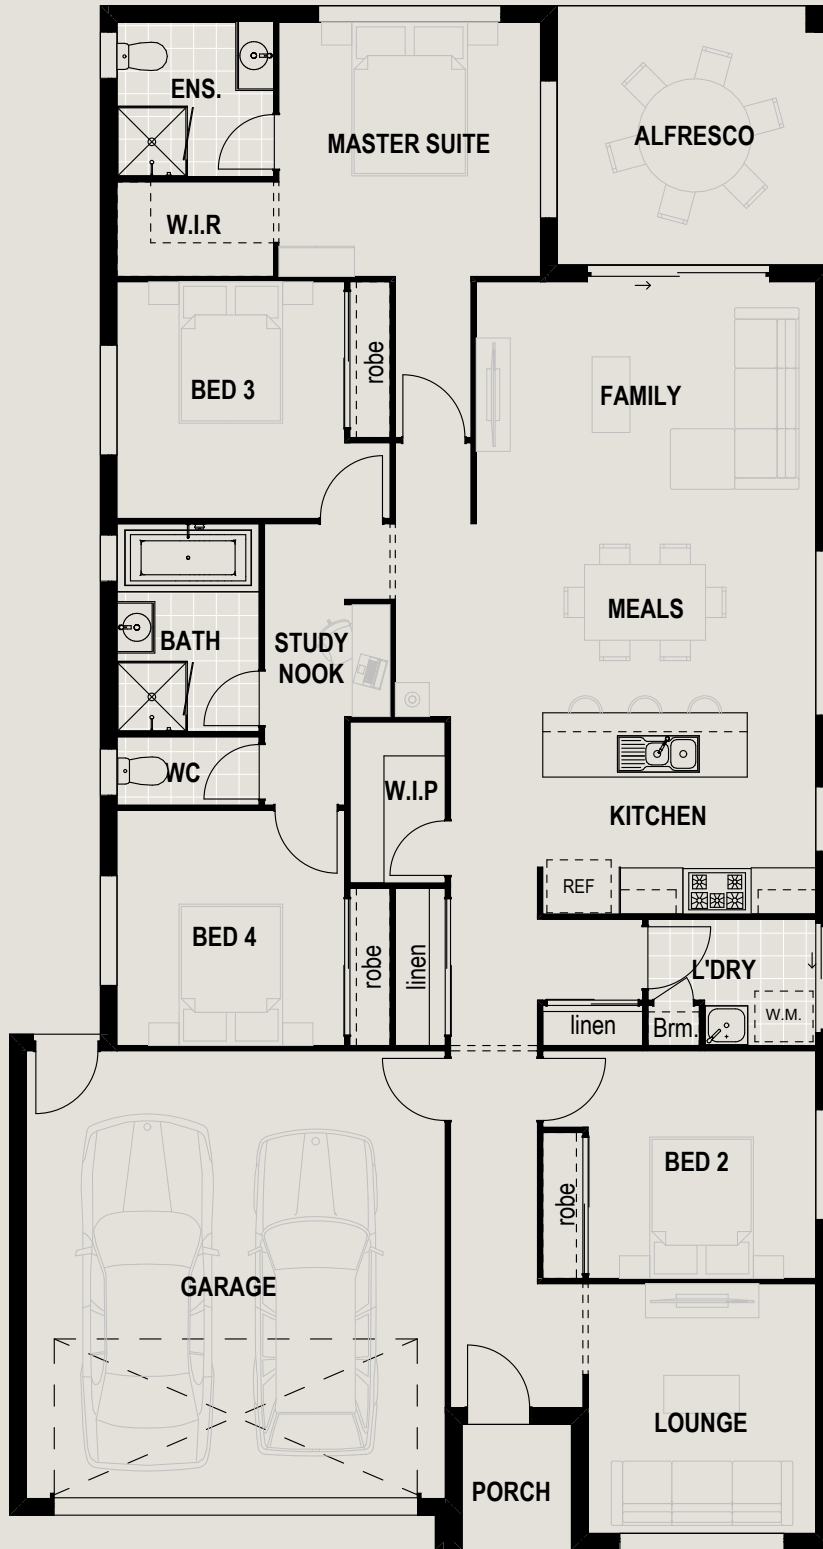 ENS.
MASTER SUITE
ALFRESCO
W.I.R
robe
BED 3
FAMILY
MEALS
BATH
STUDY
NOOK
WC
W.I.P
KITCHEN
REF
BED 4
robe
linen
L'DRY
W.M.
linen
Brm.
BED 2
robe
GARAGE
LOUNGE
PORCH